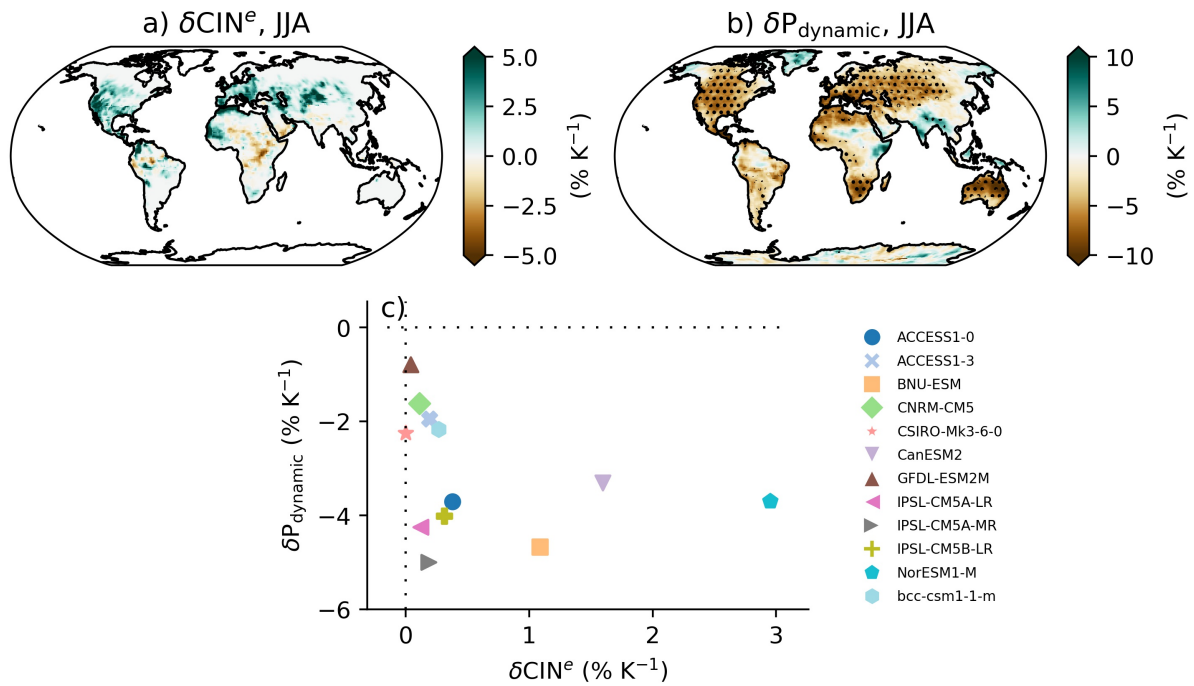 a) δCINᵉ, JJA
5.0
2.5
0.0
−2.5
−5.0
(% K⁻¹)
b) δP_dynamic, JJA
10
5
0
−5
−10
(% K⁻¹)
c)
0
−2
−4
−6
δP_dynamic (% K⁻¹)
0 1 2 3
δCINᵉ (% K⁻¹)
ACCESS1-0
ACCESS1-3
BNU-ESM
CNRM-CM5
CSIRO-Mk3-6-0
CanESM2
GFDL-ESM2M
IPSL-CM5A-LR
IPSL-CM5A-MR
IPSL-CM5B-LR
NorESM1-M
bcc-csm1-1-m